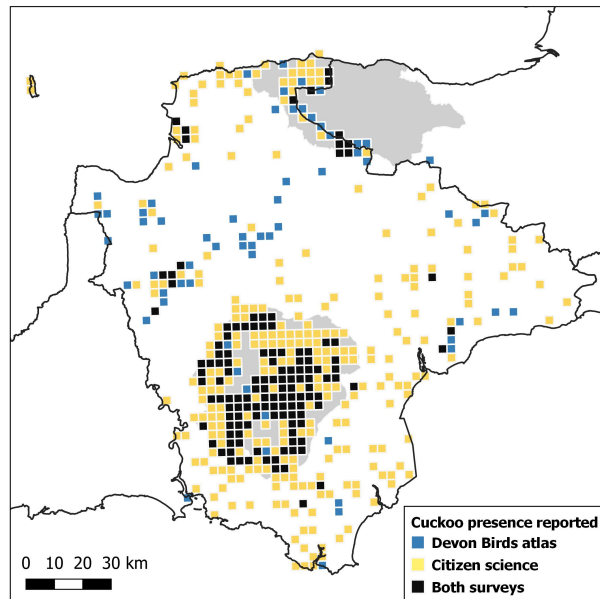 Cuckoo presence reported
Devon Birds atlas
Citizen science
Both surveys
0 10 20 30 km